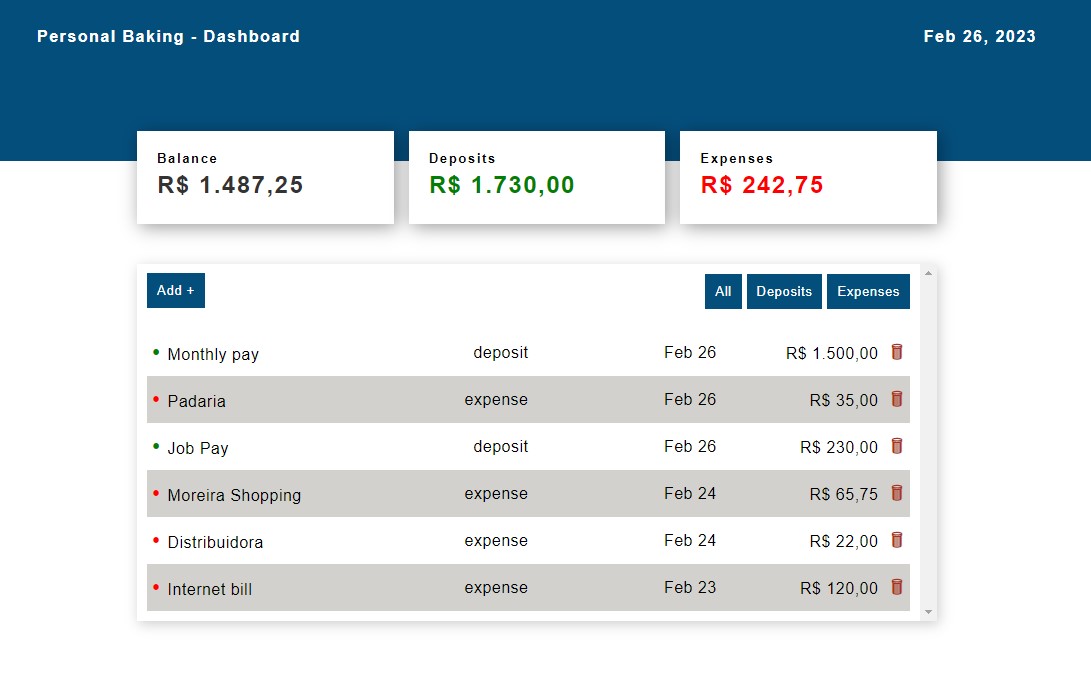 Personal Baking - Dashboard Feb 26, 2023
Balance Deposits Expenses
R$ 1.487,25 R$ 1.730,00 R$ 242,75
Add + All Deposits Expenses
Monthly pay deposit Feb 26 R$ 1.500,00
Padaria expense Feb 26 R$ 35,00
Job Pay deposit Feb 26 R$ 230,00
Moreira Shopping expense Feb 24 R$ 65,75
Distribuidora expense Feb 24 R$ 22,00
Internet bill expense Feb 23 R$ 120,00